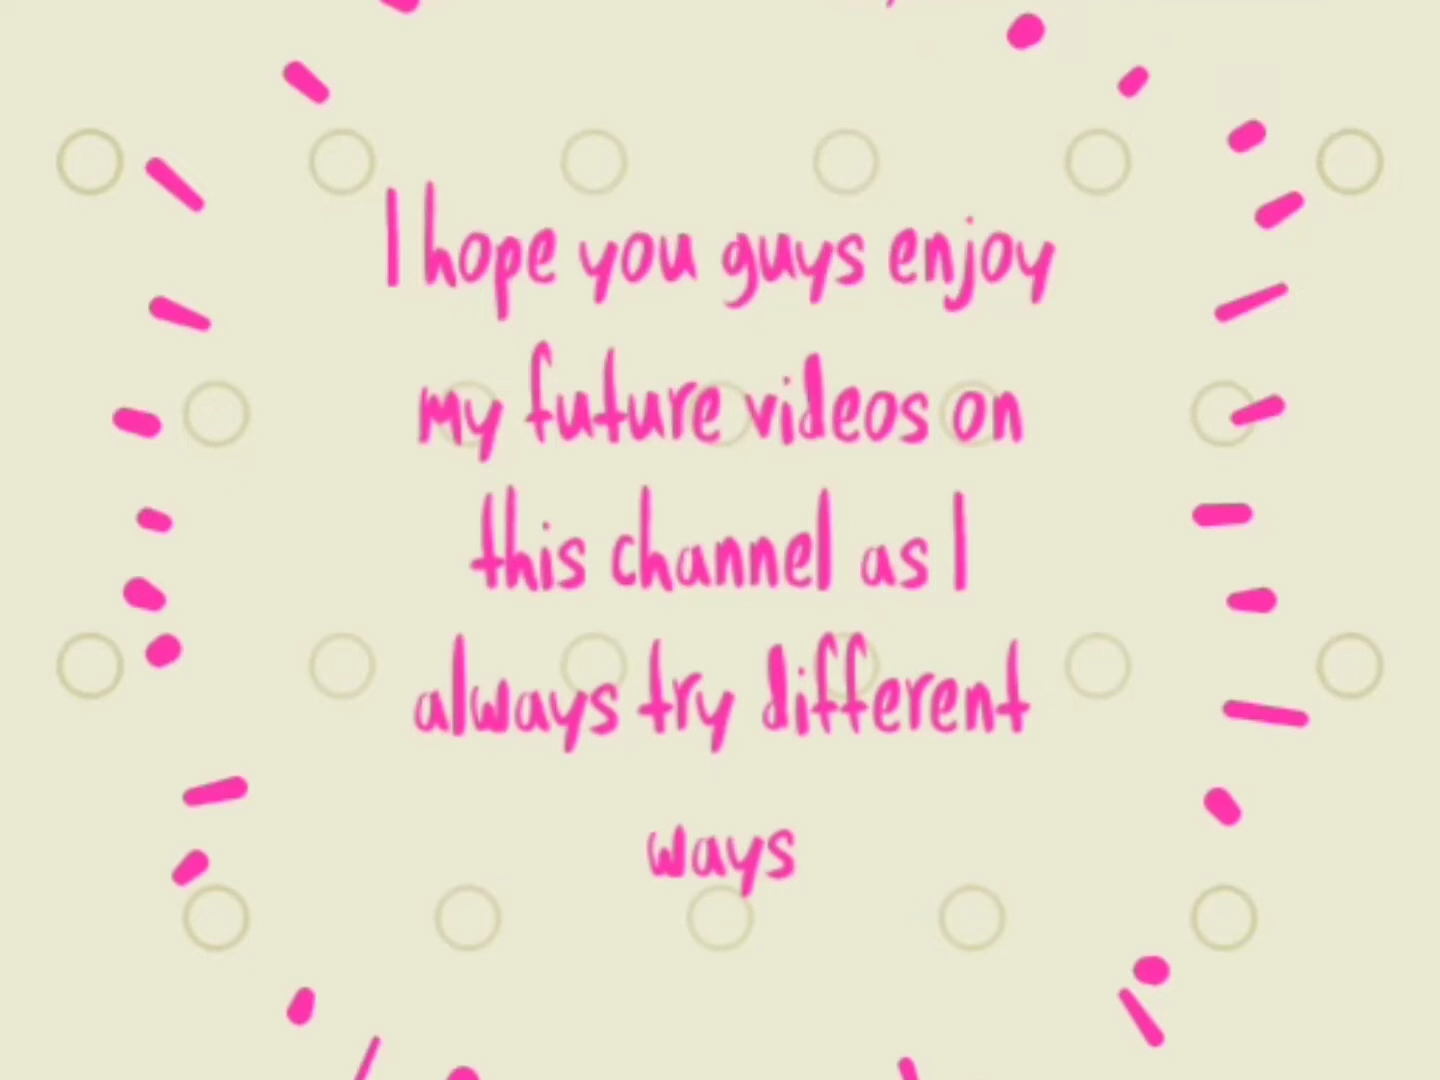 I hope you guys enjoy
my future videos on
this channel as I
always try different
ways